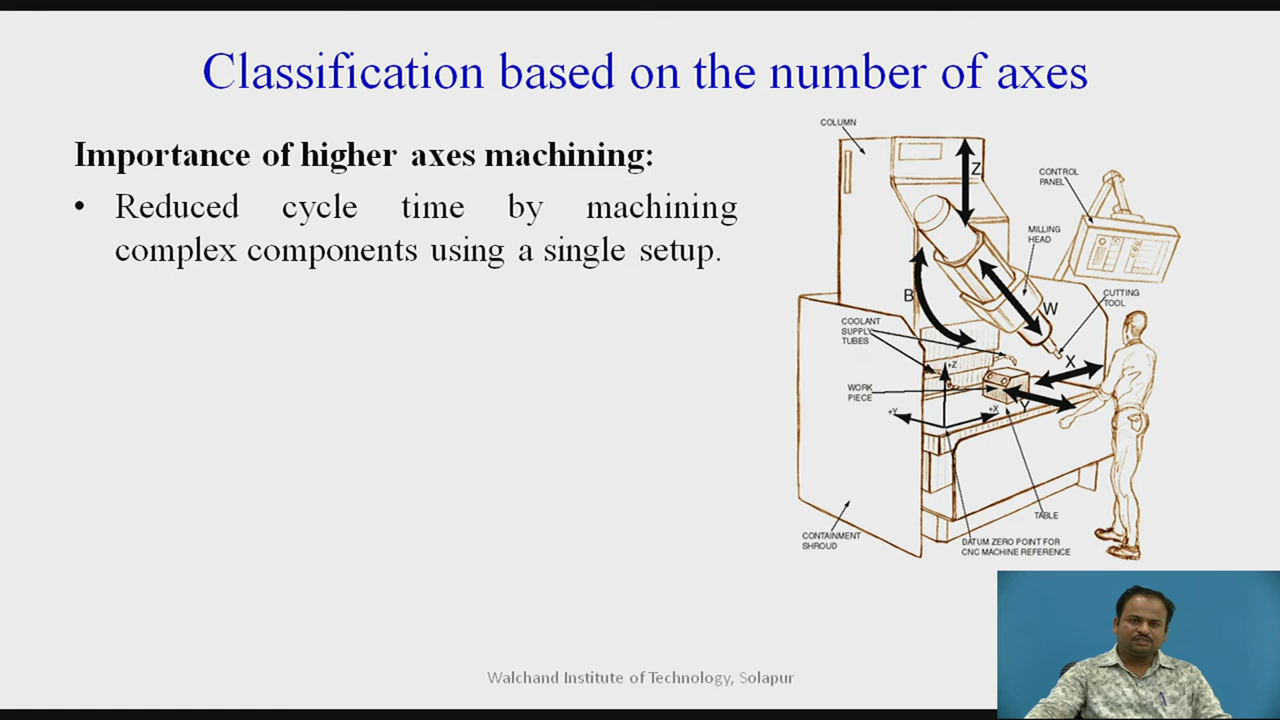 Classification based on the number of axes
Importance of higher axes machining:
• Reduced cycle time by machining
complex components using a single setup.
COLUMN
Z
CONTROL
PANEL
MILLING
HEAD
B
W
CUTTING
TOOL
COOLANT
SUPPLY
TUBES
X
+Z
WORK
PIECE
Y
+Y
+X
TABLE
CONTAINMENT
SHROUD
DATUM ZERO POINT FOR
CNC MACHINE REFERENCE
Walchand Institute of Technology, Solapur